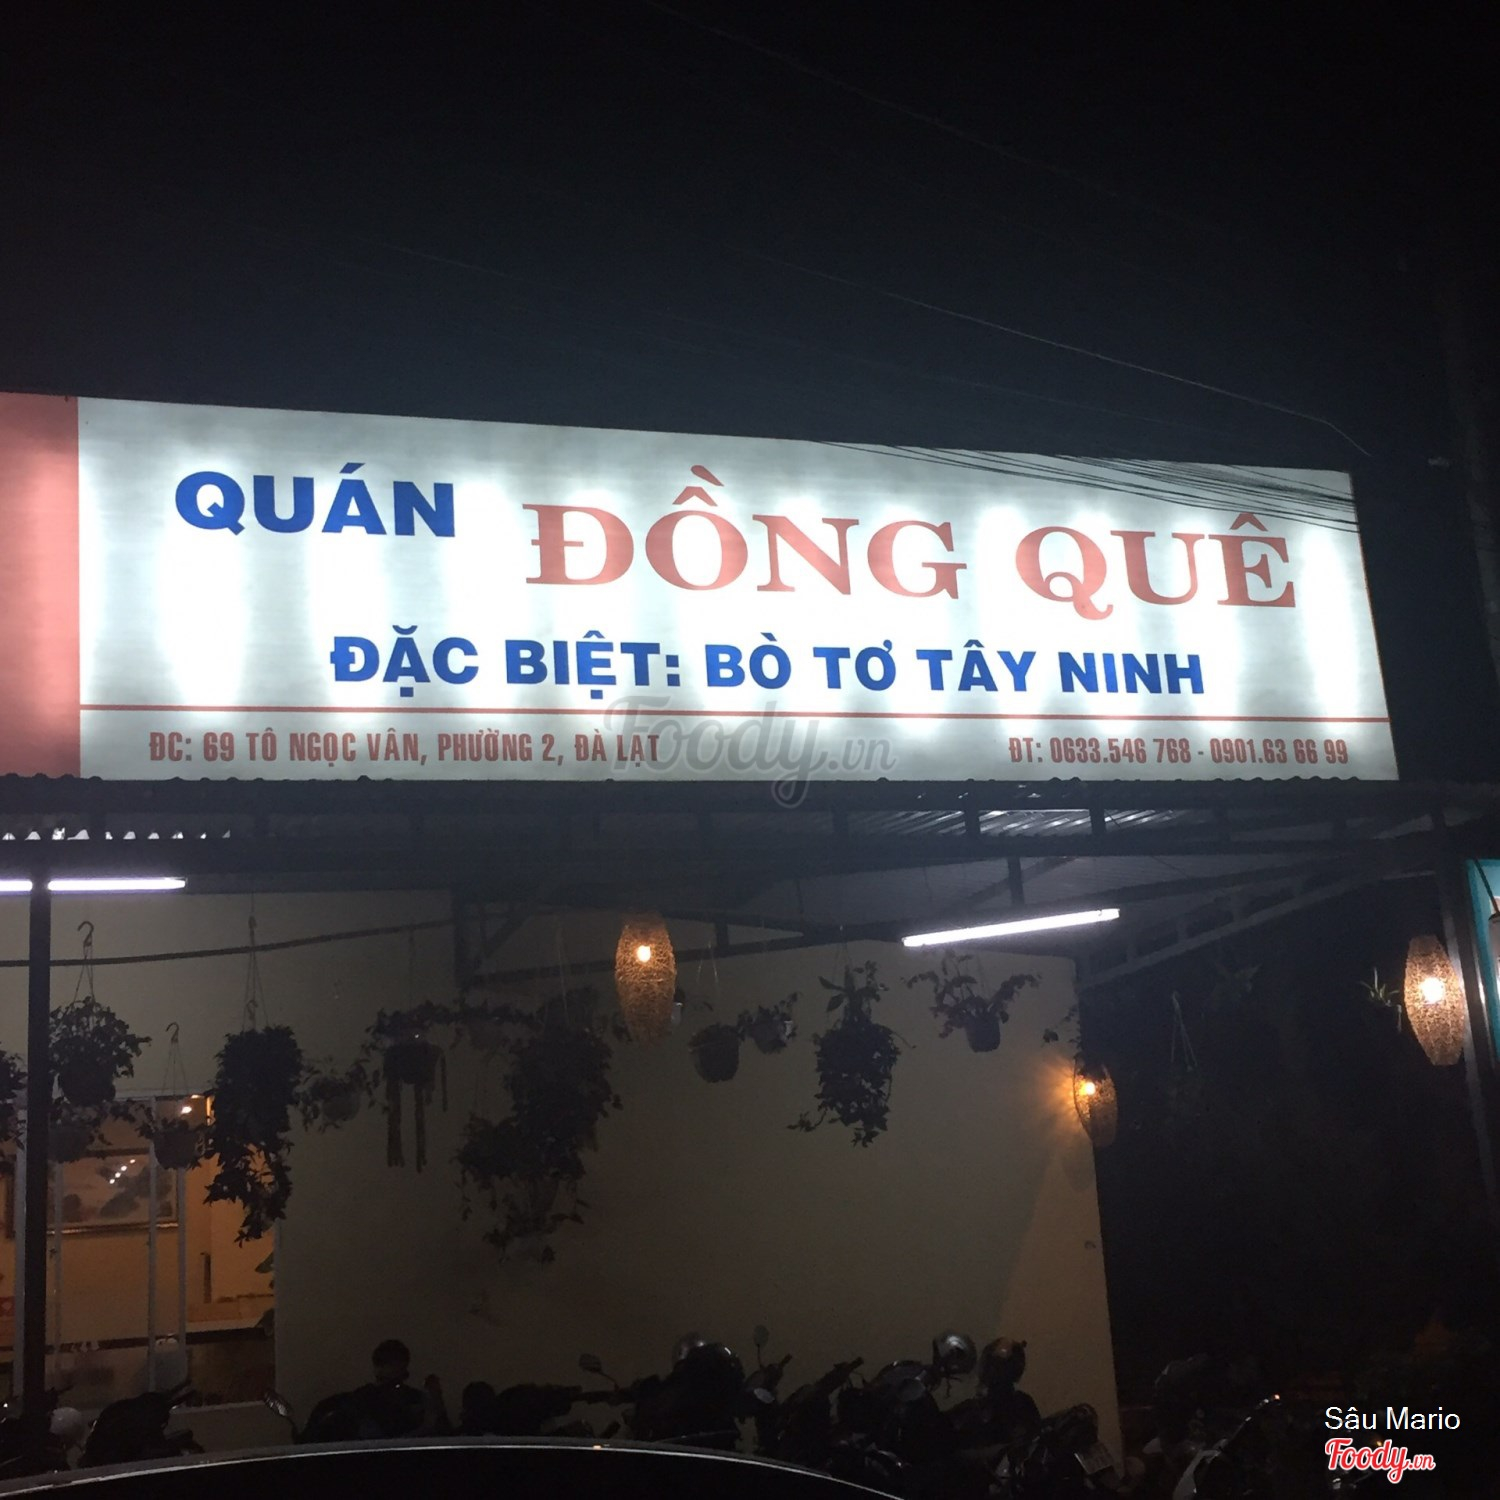 QUÁN ĐỒNG QUÊ
ĐẶC BIỆT: BÒ TƠ TÂY NINH
ĐC: 69 TÔ NGỌC VÂN, PHƯỜNG 2, ĐÀ LẠT ĐT: 0633.546 768 - 0901.63 66 99
Foody.vn
Sâu Mario
Foody.vn